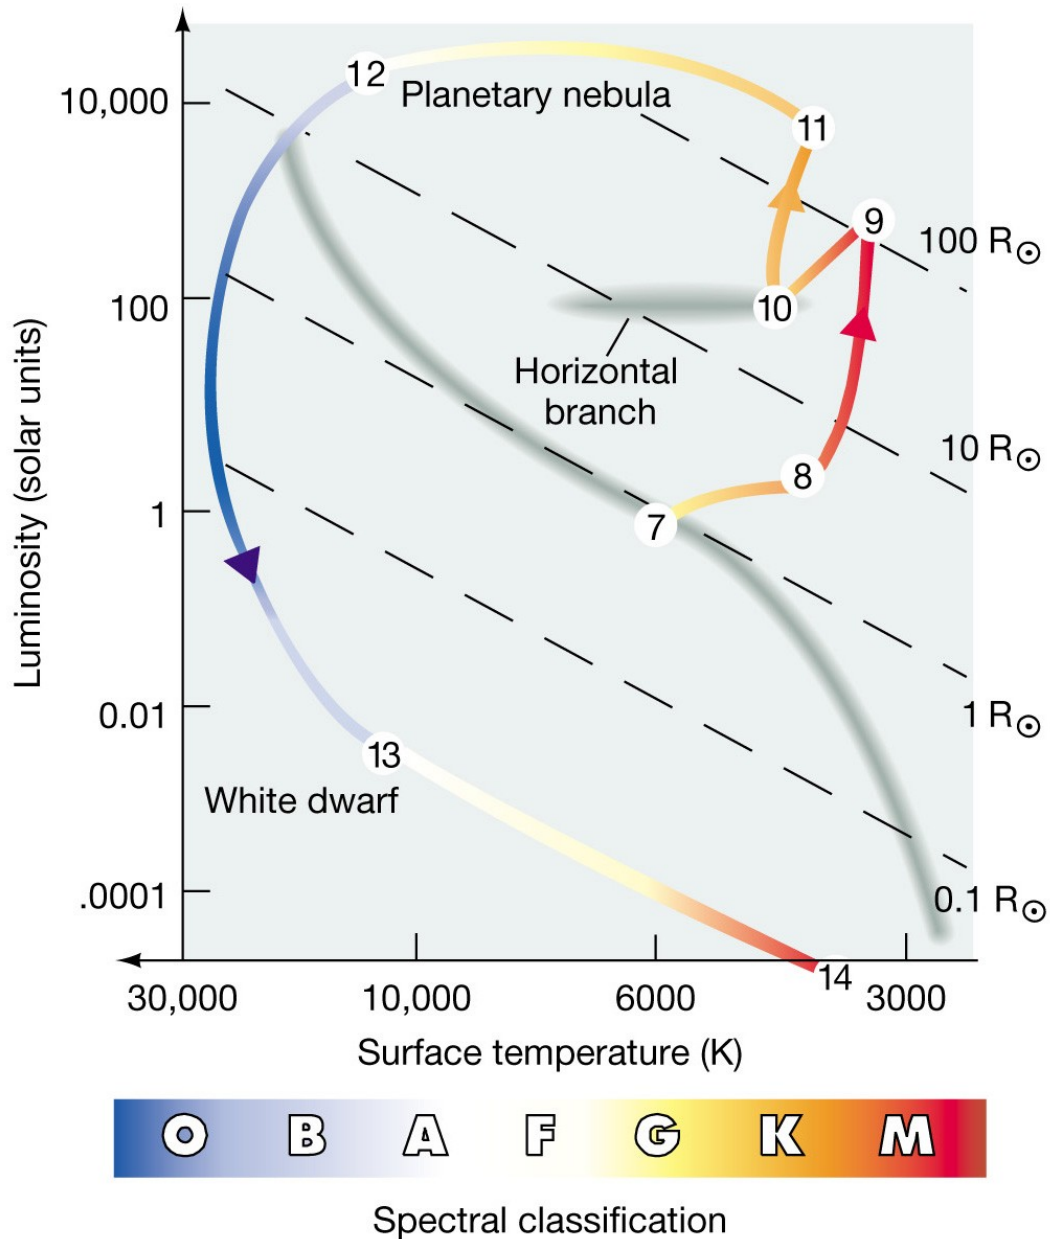 12
Planetary nebula
10,000
11
9
100 R☉
100
10
Horizontal
branch
10 R☉
8
1
7
Luminosity (solar units)
0.01
1 R☉
13
White dwarf
.0001
0.1 R☉
14
30,000 10,000 6000 3000
Surface temperature (K)
O B A F G K M
Spectral classification